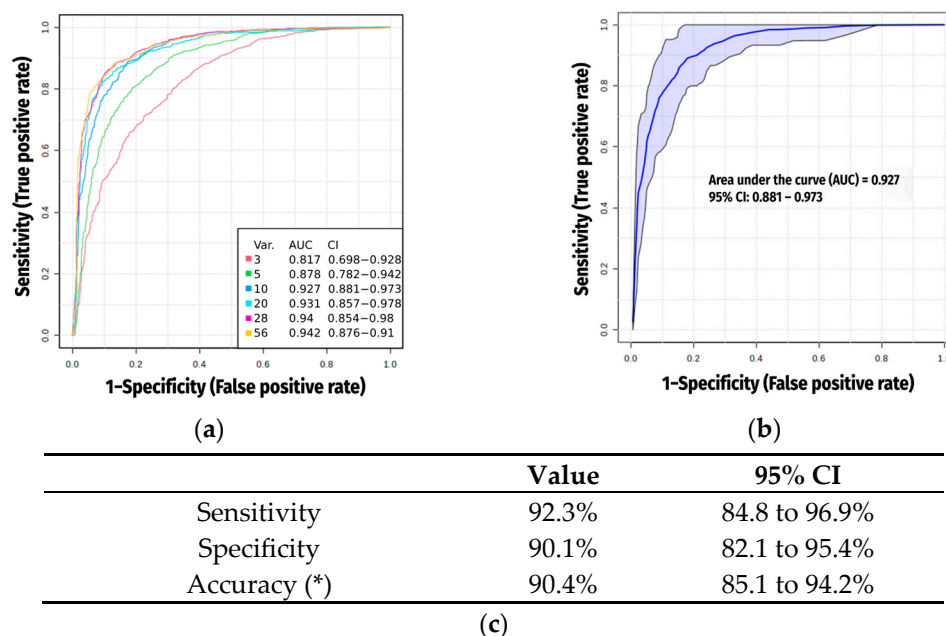 Sensitivity (True positive rate)
0.0 0.2 0.4 0.6 0.8 1.0
Var. AUC CI
3 0.817 0.698−0.928
5 0.878 0.782−0.942
10 0.927 0.881−0.973
20 0.931 0.857−0.978
28 0.94 0.854−0.98
56 0.942 0.876−0.91
0.0 0.2 0.4 0.6 0.8 1.0
1−Specificity (False positive rate)
(a)
Sensitivity (True positive rate)
0.0 0.2 0.4 0.6 0.8 1.0
Area under the curve (AUC) = 0.927
95% CI: 0.881 – 0.973
0.0 0.2 0.4 0.6 0.8 1.0
1−Specificity (False positive rate)
(b)
Value 95% CI
Sensitivity 92.3% 84.8 to 96.9%
Specificity 90.1% 82.1 to 95.4%
Accuracy (*) 90.4% 85.1 to 94.2%
(c)